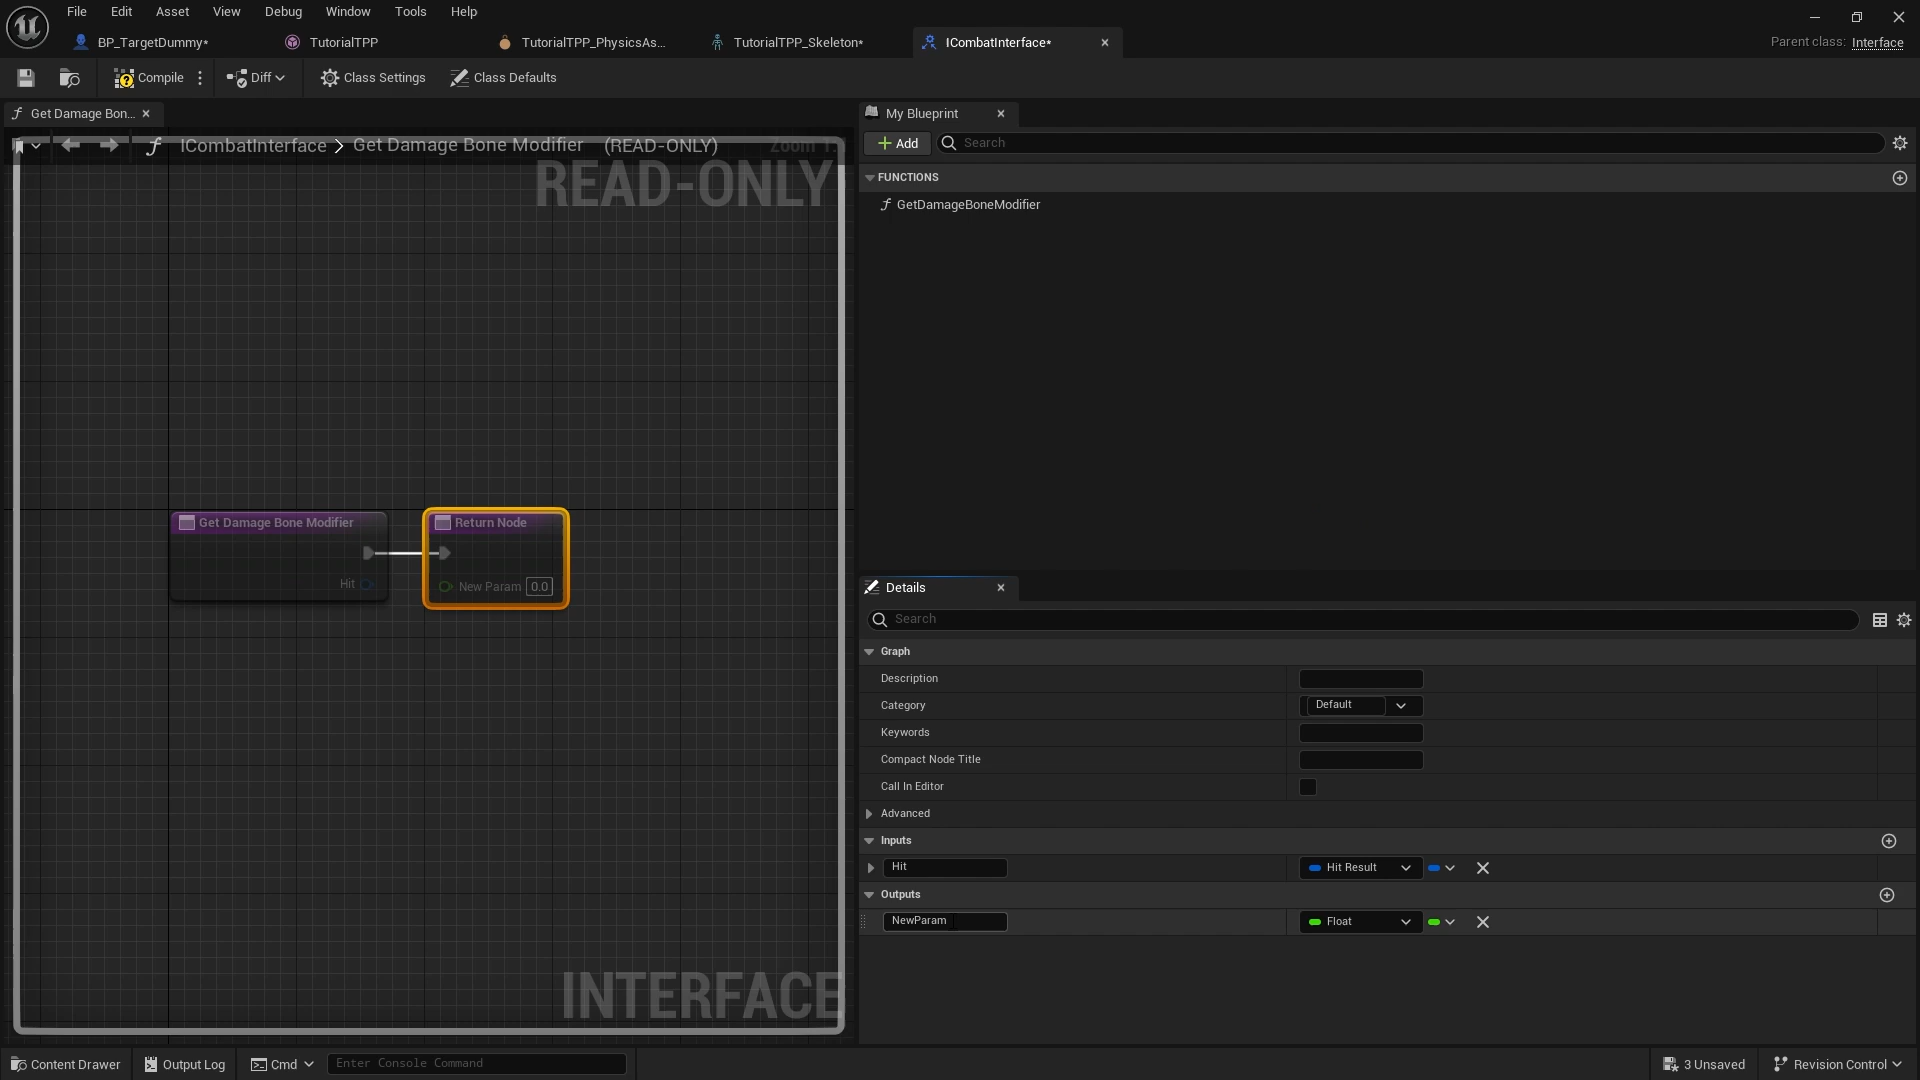 File Edit Asset View Debug Window Tools Help
BP_TargetDummy* TutorialTPP TutorialTPP_PhysicsAs... TutorialTPP_Skeleton* ICombatInterface* Parent class: Interface
Compile Diff Class Settings Class Defaults
Get Damage Bon...
ICombatInterface > Get Damage Bone Modifier (READ-ONLY)
READ-ONLY
Get Damage Bone Modifier
Hit
Return Node
New Param 0.0
INTERFACE
My Blueprint
+ Add Search
FUNCTIONS
GetDamageBoneModifier
Details
Search
Graph
Description
Category Default
Keywords
Compact Node Title
Call In Editor
Advanced
Inputs
Hit Hit Result
Outputs
NewParam Float
Content Drawer Output Log Cmd Enter Console Command 3 Unsaved Revision Control